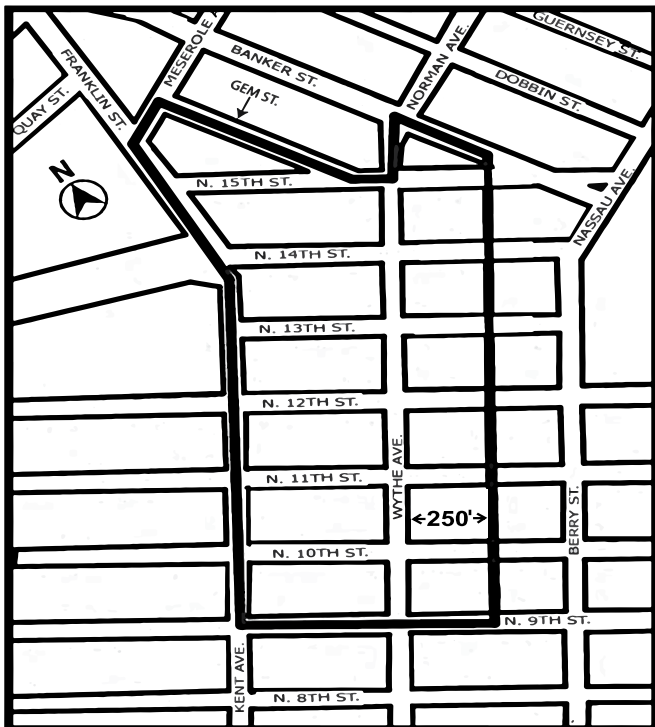 GUERNSEY ST.
MESEROLE A
NORMAN AVE.
BANKER ST.
FRANKLIN ST.
DOBBIN ST.
GEM ST.
QUAY ST.
N
N. 15TH ST.
NASSAU AVE.
N. 14TH ST.
N. 13TH ST.
N. 12TH ST.
WYTHE AVE.
N. 11TH ST.
250'
BERRY ST.
N. 10TH ST.
N. 9TH ST.
KENT AVE.
N. 8TH ST.